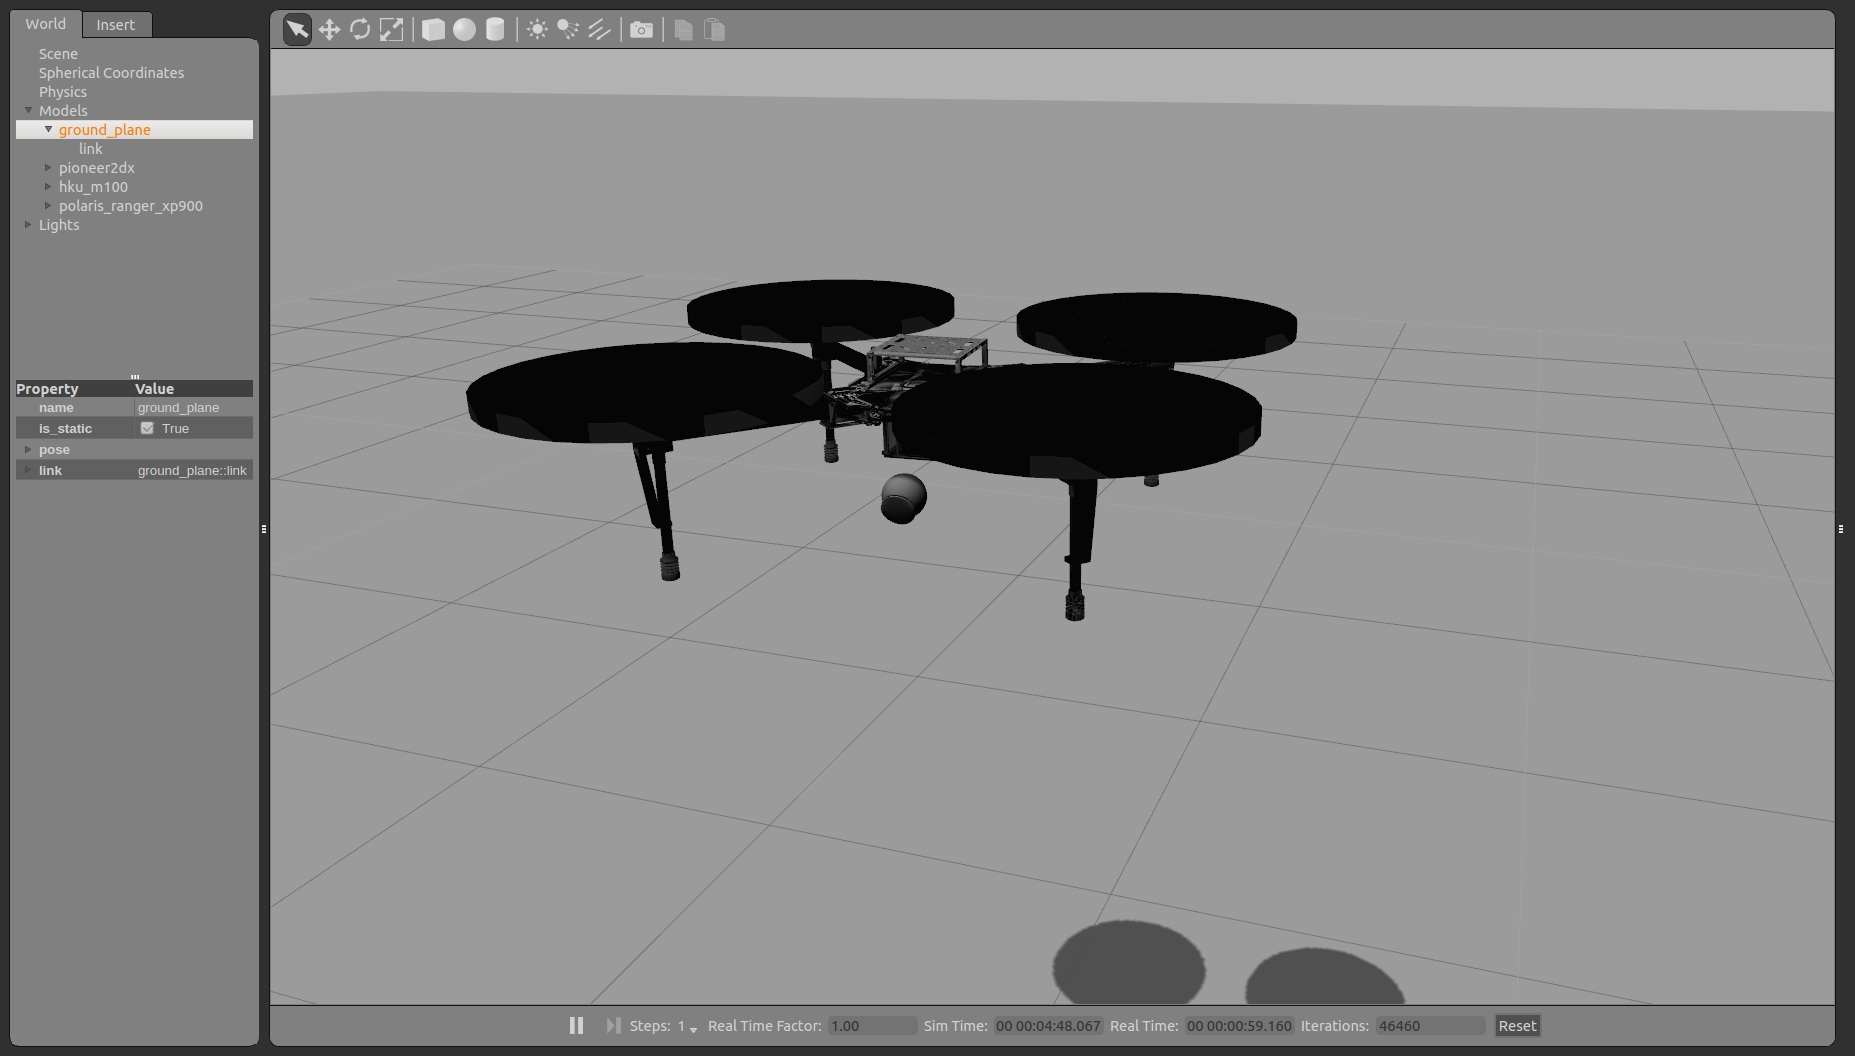 World Insert
Scene
Spherical Coordinates
Physics
Models
ground_plane
link
pioneer2dx
hku_m100
polaris_ranger_xp900
Lights
Property Value
name ground_plane
is_static True
pose
link ground_plane::link
Steps: 1 Real Time Factor: 1.00 Sim Time: 00 00:04:48.067 Real Time: 00 00:00:59.160 Iterations: 46460 Reset